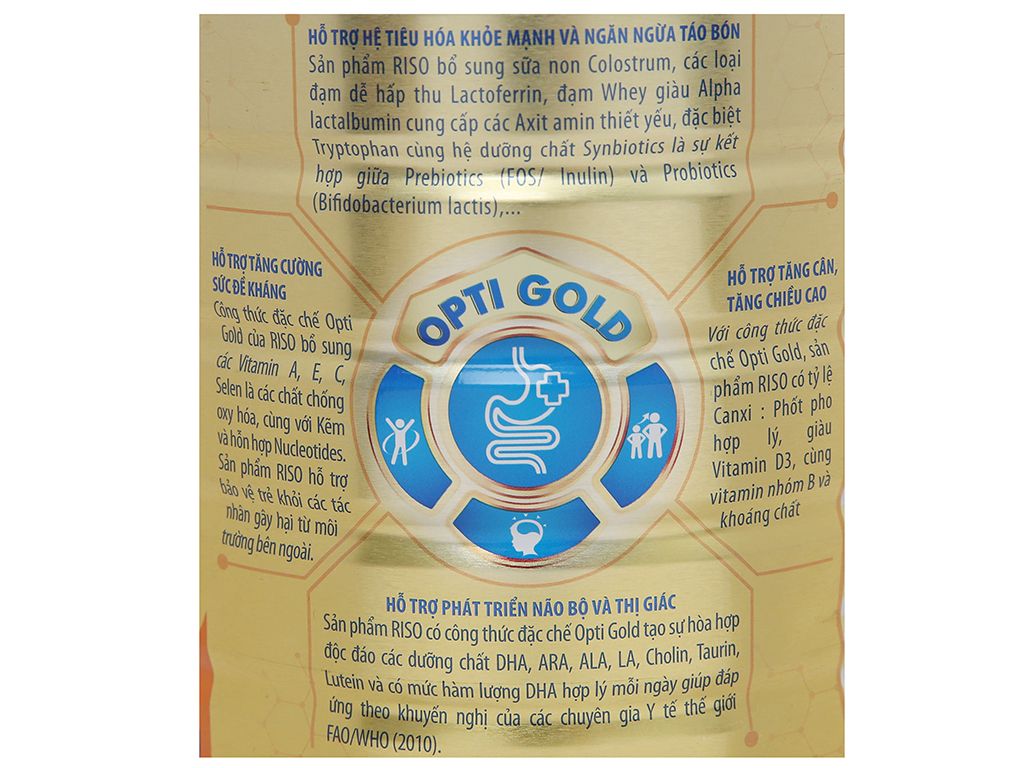 HỖ TRỢ HỆ TIÊU HÓA KHỎE MẠNH VÀ NGĂN NGỪA TÁO BÓN
Sản phẩm RISO bổ sung sữa non Colostrum, các loại
đạm dễ hấp thu Lactoferrin, đạm Whey giàu Alpha
lactalbumin cung cấp các Axit amin thiết yếu, đặc biệt
Tryptophan cùng hệ dưỡng chất Synbiotics là sự kết
hợp giữa Prebiotics (FOS/ Inulin) và Probiotics
(Bifidobacterium lactis),...
HỖ TRỢ TĂNG CƯỜNG
SỨC ĐỀ KHÁNG
Công thức đặc chế Opti
Gold của RISO bổ sung
các Vitamin A, E, C,
Selen là các chất chống
oxy hóa, cùng với Kẽm
và hỗn hợp Nucleotides.
Sản phẩm RISO hỗ trợ
bảo vệ trẻ khỏi các tác
nhân gây hại từ môi
trường bên ngoài.
OPTI GOLD
HỖ TRỢ TĂNG CÂN,
TĂNG CHIỀU CAO
Với công thức đặc
chế Opti Gold, sản
phẩm RISO có tỷ lệ
Canxi : Phốt pho
hợp lý, giàu
Vitamin D3, cùng
vitamin nhóm B và
khoáng chất
HỖ TRỢ PHÁT TRIỂN NÃO BỘ VÀ THỊ GIÁC
Sản phẩm RISO có công thức đặc chế Opti Gold tạo sự hòa hợp
độc đáo các dưỡng chất DHA, ARA, ALA, LA, Cholin, Taurin,
Lutein và có mức hàm lượng DHA hợp lý mỗi ngày giúp đáp
ứng theo khuyến nghị của các chuyên gia Y tế thế giới
FAO/WHO (2010).